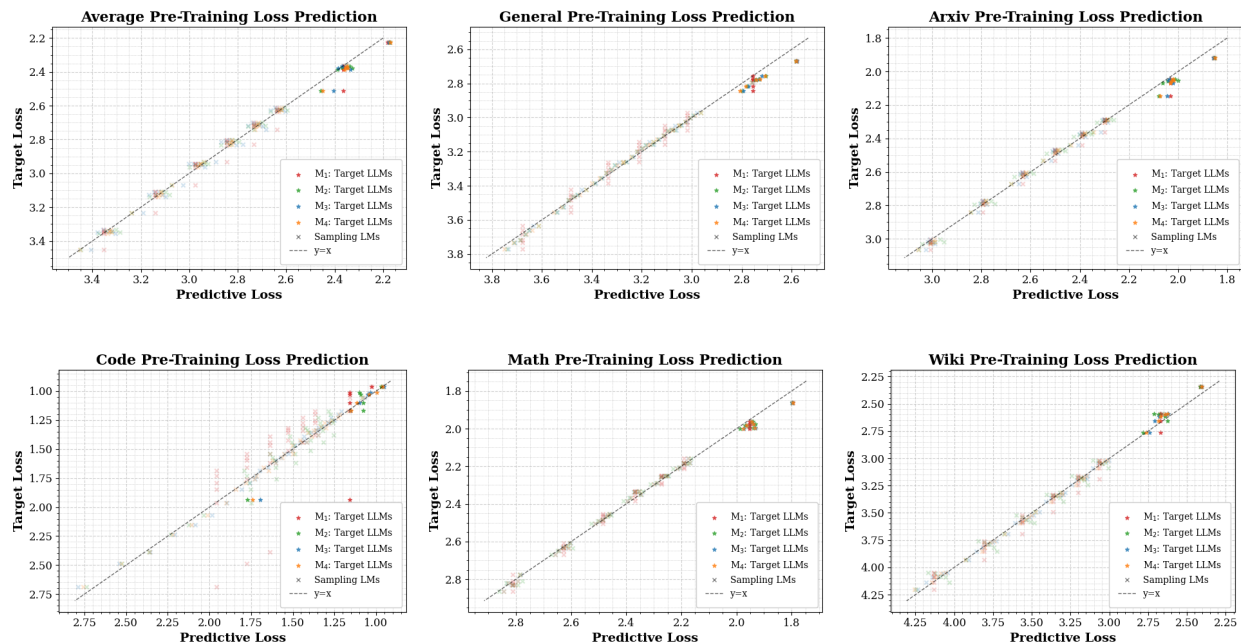 Average Pre-Training Loss Prediction
Target Loss
2.2
2.4
2.6
2.8
3.0
3.2
3.4
3.4
3.2
3.0
2.8
2.6
2.4
2.2
Predictive Loss
M1: Target LLMs
M2: Target LLMs
M3: Target LLMs
M4: Target LLMs
Sampling LMs
y=x
General Pre-Training Loss Prediction
Target Loss
2.6
2.8
3.0
3.2
3.4
3.6
3.8
3.8
3.6
3.4
3.2
3.0
2.8
2.6
Predictive Loss
M1: Target LLMs
M2: Target LLMs
M3: Target LLMs
M4: Target LLMs
Sampling LMs
y=x
Arxiv Pre-Training Loss Prediction
Target Loss
1.8
2.0
2.2
2.4
2.6
2.8
3.0
3.0
2.8
2.6
2.4
2.2
2.0
1.8
Predictive Loss
M1: Target LLMs
M2: Target LLMs
M3: Target LLMs
M4: Target LLMs
Sampling LMs
y=x
Code Pre-Training Loss Prediction
Target Loss
1.00
1.25
1.50
1.75
2.00
2.25
2.50
2.75
2.75
2.50
2.25
2.00
1.75
1.50
1.25
1.00
Predictive Loss
M1: Target LLMs
M2: Target LLMs
M3: Target LLMs
M4: Target LLMs
Sampling LMs
y=x
Math Pre-Training Loss Prediction
Target Loss
1.8
2.0
2.2
2.4
2.6
2.8
2.8
2.6
2.4
2.2
2.0
1.8
Predictive Loss
M1: Target LLMs
M2: Target LLMs
M3: Target LLMs
M4: Target LLMs
Sampling LMs
y=x
Wiki Pre-Training Loss Prediction
Target Loss
2.25
2.50
2.75
3.00
3.25
3.50
3.75
4.00
4.25
4.25
4.00
3.75
3.50
3.25
3.00
2.75
2.50
2.25
Predictive Loss
M1: Target LLMs
M2: Target LLMs
M3: Target LLMs
M4: Target LLMs
Sampling LMs
y=x